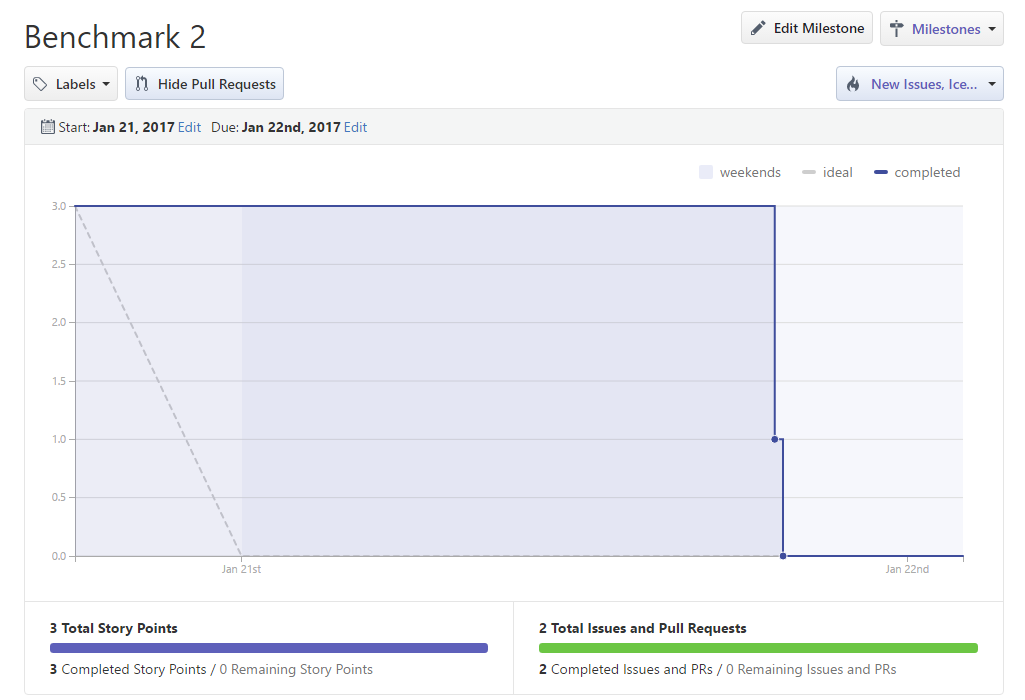 Benchmark 2
Edit Milestone
Milestones
Labels
Hide Pull Requests
New Issues, Ice...
Start: Jan 21, 2017 Edit Due: Jan 22nd, 2017 Edit
weekends ideal completed
3.0
2.5
2.0
1.5
1.0
0.5
0.0
Jan 21st
Jan 22nd
3 Total Story Points
3 Completed Story Points / 0 Remaining Story Points
2 Total Issues and Pull Requests
2 Completed Issues and PRs / 0 Remaining Issues and PRs